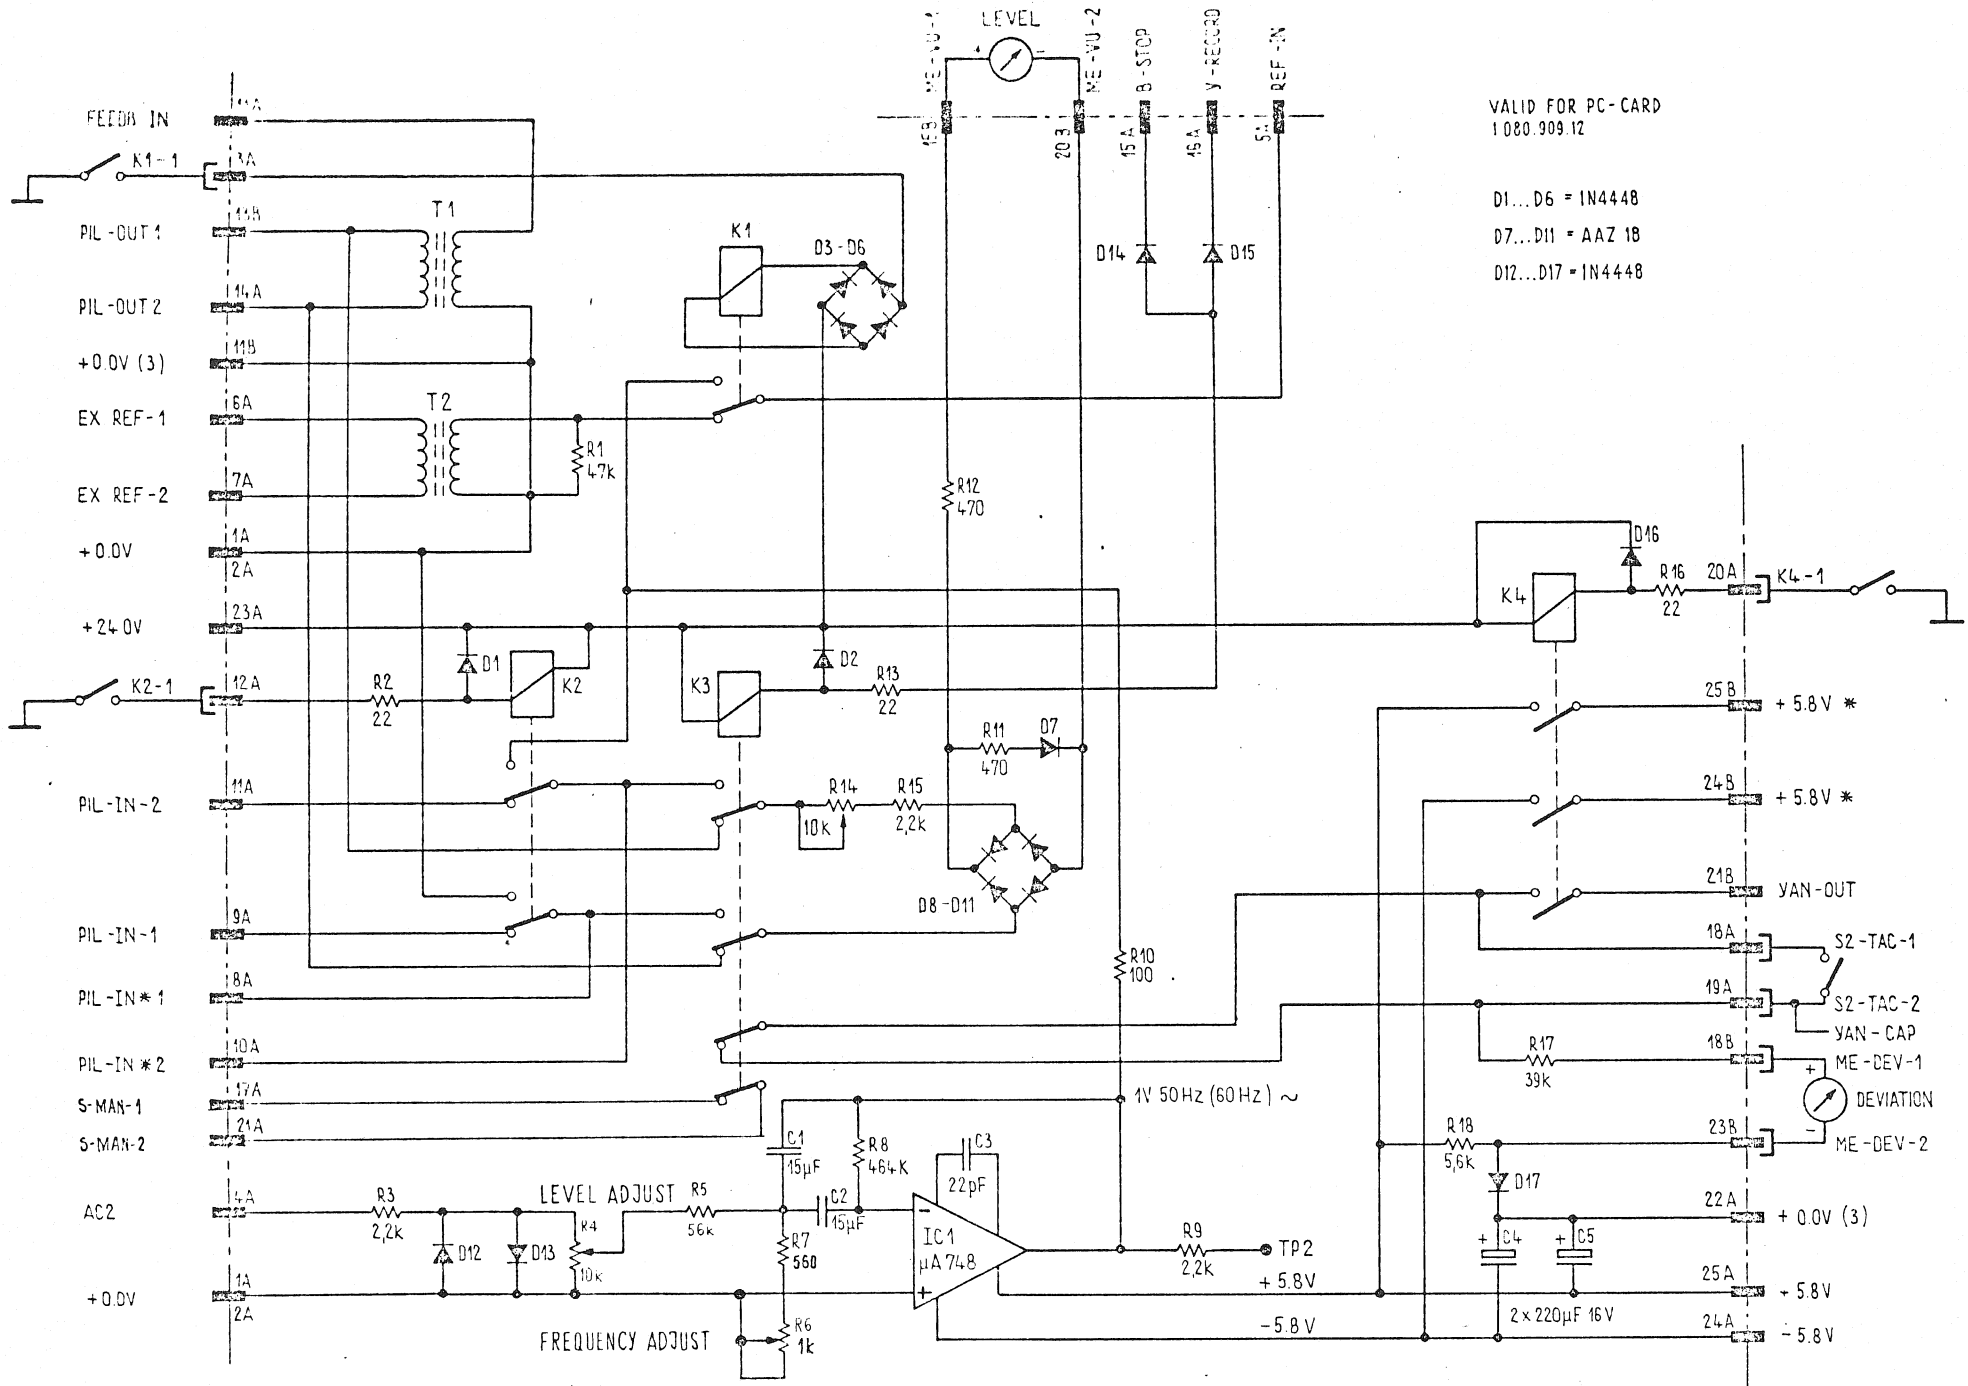 LEVEL
ME-VU-1
ME-VU-2
B-STOP
Y-RECORD
REF-IN
+
-
20B
15A
16A
5A
VALID FOR PC-CARD
1 080.909.12
D1...D6 = 1N4448
D7...D11 = AAZ 18
D12...D17 = 1N4448
FEEDB IN
K1-1
3A
13B
PIL-OUT 1
T1
K1
D3-D6
D14
D15
14A
PIL-OUT 2
11B
+0.0V (3)
6A
EX REF-1
T2
R1
47k
7A
EX REF-2
R12
470
1A
+0.0V
2A
23A
+24.0V
D16
K4
R16
22
20A
K4-1
K2-1
12A
R2
22
D1
K2
K3
D2
R13
22
25B
+5.8V *
R11
470
D7
11A
PIL-IN-2
R14
10k
R15
2,2k
24B
+5.8V *
D8-D11
21B
YAN-OUT
9A
PIL-IN-1
18A
S2-TAC-1
R10
100
8A
PIL-IN*1
19A
S2-TAC-2
YAN-CAP
10A
PIL-IN*2
R17
39k
18B
ME-DEV-1
17A
S-MAN-1
1V 50Hz (60Hz) ~
+
DEVIATION
-
21A
S-MAN-2
C1
15µF
R8
464K
C3
22pF
R18
5,6k
23B
ME-DEV-2
4A
AC2
R3
2,2k
LEVEL ADJUST
R4
10k
R5
56k
C2
15µF
D12
D13
R7
560
-
IC1
µA748
+
R9
2,2k
TP2
D17
22A
+0.0V (3)
+
C4
+
C5
1A
+0.0V
2A
+5.8V
25A
+5.8V
2x220µF 16V
FREQUENCY ADJUST
R6
1k
-5.8V
24A
-5.8V